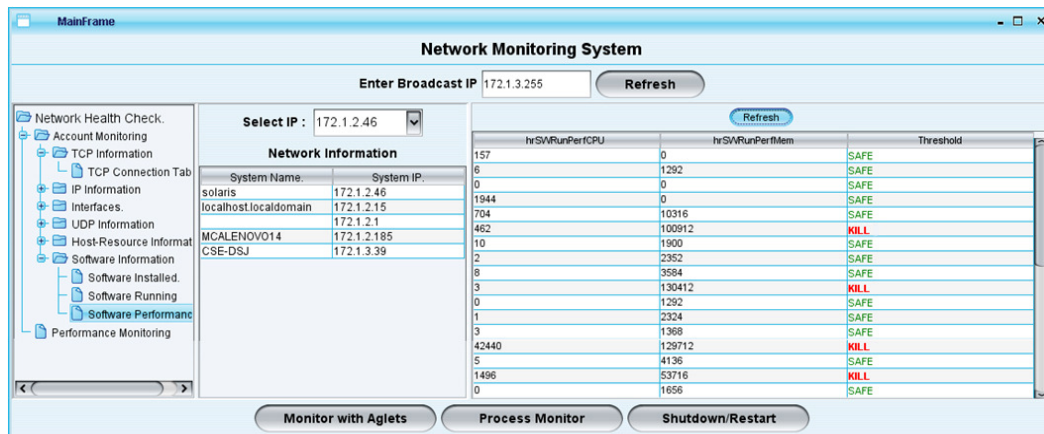 MainFrame
Network Monitoring System
Enter Broadcast IP 172.1.3.255 Refresh
Network Health Check.
Account Monitoring
TCP Information
TCP Connection Tab
IP Information
Interfaces.
UDP Information
Host-Resource Informat
Software Information
Software Installed.
Software Running
Software Performanc
Performance Monitoring
Select IP : 172.1.2.46
Network Information
System Name. System IP.
solaris 172.1.2.46
localhost.localdomain 172.1.2.15
172.1.2.1
MCALENOVO14 172.1.2.185
CSE-DSJ 172.1.3.39
Refresh
hrSWRunPerfCPU hrSWRunPerfMem Threshold
157 0 SAFE
6 1292 SAFE
0 0 SAFE
1944 0 SAFE
704 10316 SAFE
462 100912 KILL
10 1900 SAFE
2 2352 SAFE
8 3584 SAFE
3 130412 KILL
0 1292 SAFE
1 2324 SAFE
3 1368 SAFE
42440 129712 KILL
5 4136 SAFE
1496 53716 KILL
0 1656 SAFE
Monitor with Aglets Process Monitor Shutdown/Restart